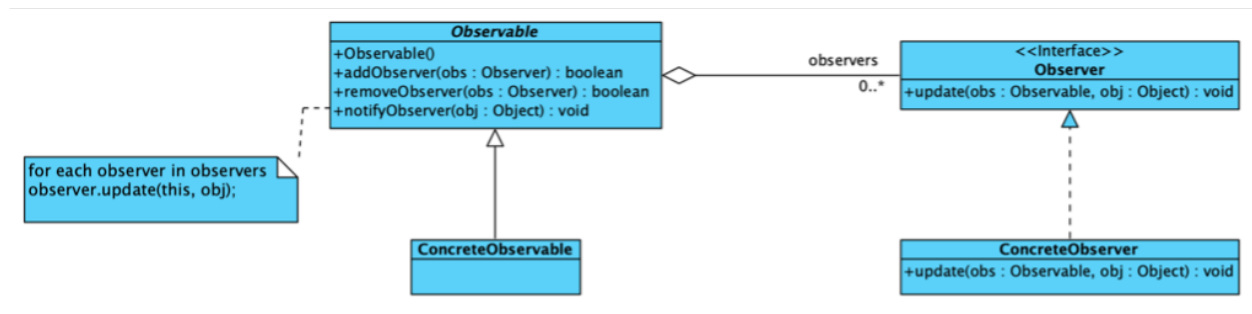 Observable
+Observable()
+addObserver(obs : Observer) : boolean
+removeObserver(obs : Observer) : boolean
+notifyObserver(obj : Object) : void
observers
0..*
<<Interface>>
Observer
+update(obs : Observable, obj : Object) : void
for each observer in observers
observer.update(this, obj);
ConcreteObservable
ConcreteObserver
+update(obs : Observable, obj : Object) : void